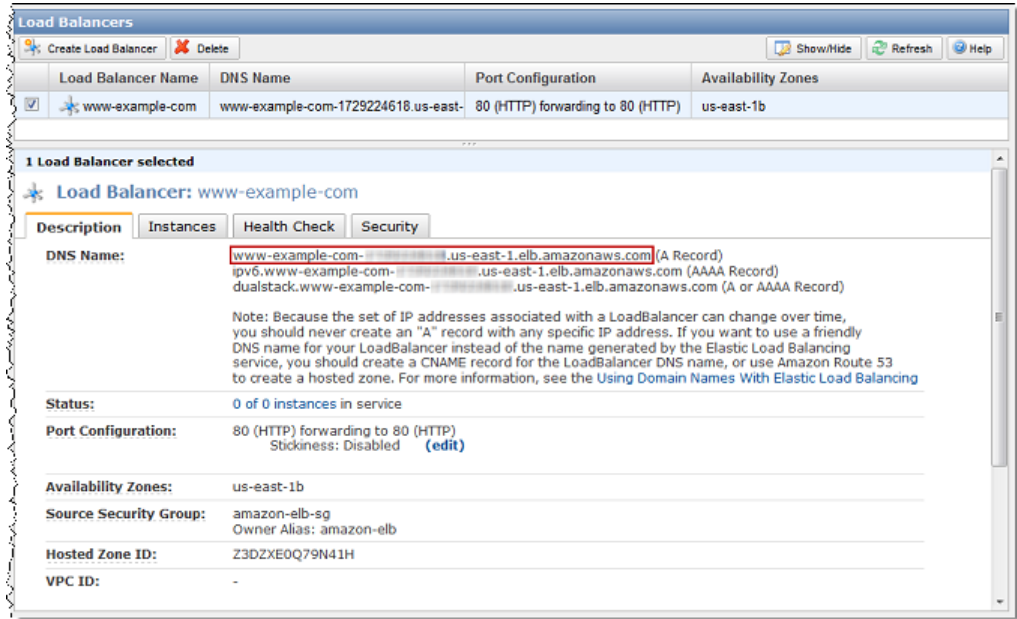 Load Balancers
Create Load Balancer Delete Show/Hide Refresh Help
Load Balancer Name DNS Name Port Configuration Availability Zones
www-example-com www-example-com-1729224618.us-east- 80 (HTTP) forwarding to 80 (HTTP) us-east-1b
1 Load Balancer selected
Load Balancer: www-example-com
Description Instances Health Check Security
DNS Name: www-example-com- .us-east-1.elb.amazonaws.com (A Record)
ipv6.www-example-com- .us-east-1.elb.amazonaws.com (AAAA Record)
dualstack.www-example-com- .us-east-1.elb.amazonaws.com (A or AAAA Record)
Note: Because the set of IP addresses associated with a LoadBalancer can change over time,
you should never create an "A" record with any specific IP address. If you want to use a friendly
DNS name for your LoadBalancer instead of the name generated by the Elastic Load Balancing
service, you should create a CNAME record for the LoadBalancer DNS name, or use Amazon Route 53
to create a hosted zone. For more information, see the Using Domain Names With Elastic Load Balancing
Status: 0 of 0 instances in service
Port Configuration: 80 (HTTP) forwarding to 80 (HTTP)
Stickiness: Disabled (edit)
Availability Zones: us-east-1b
Source Security Group: amazon-elb-sg
Owner Alias: amazon-elb
Hosted Zone ID: Z3DZXE0Q79N41H
VPC ID: -